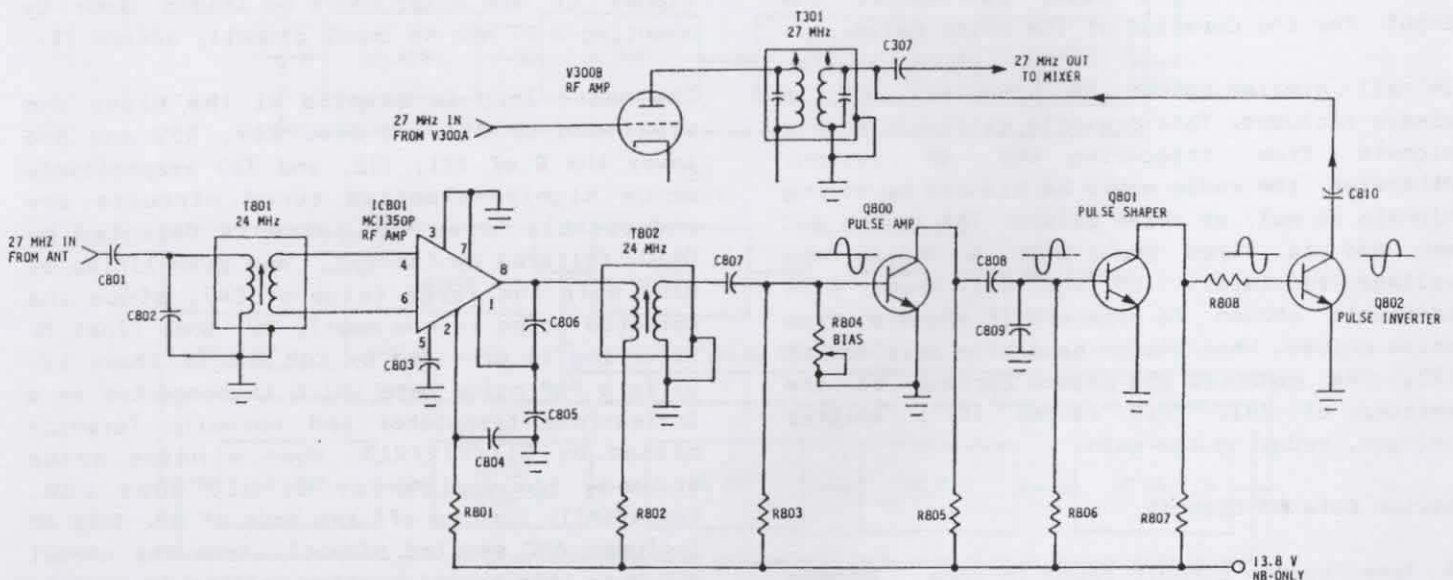 T301
27 MHz
C307
27 MHz OUT
TO MIXER
V300B
RF AMP
27 MHz IN
FROM V300A
T801
24 MHz
IC801
MC1350P
RF AMP
3
1
7
4
6
8
5
2
27 MHZ IN
FROM ANT
C801
C802
C803
C804
C805
C806
T802
24 MHz
C807
Q800
PULSE AMP
R804
BIAS
C808
C809
Q801
PULSE SHAPER
R808
C810
Q802
PULSE INVERTER
R801
R802
R803
R805
R806
R807
13.8 V
NB-ONLY